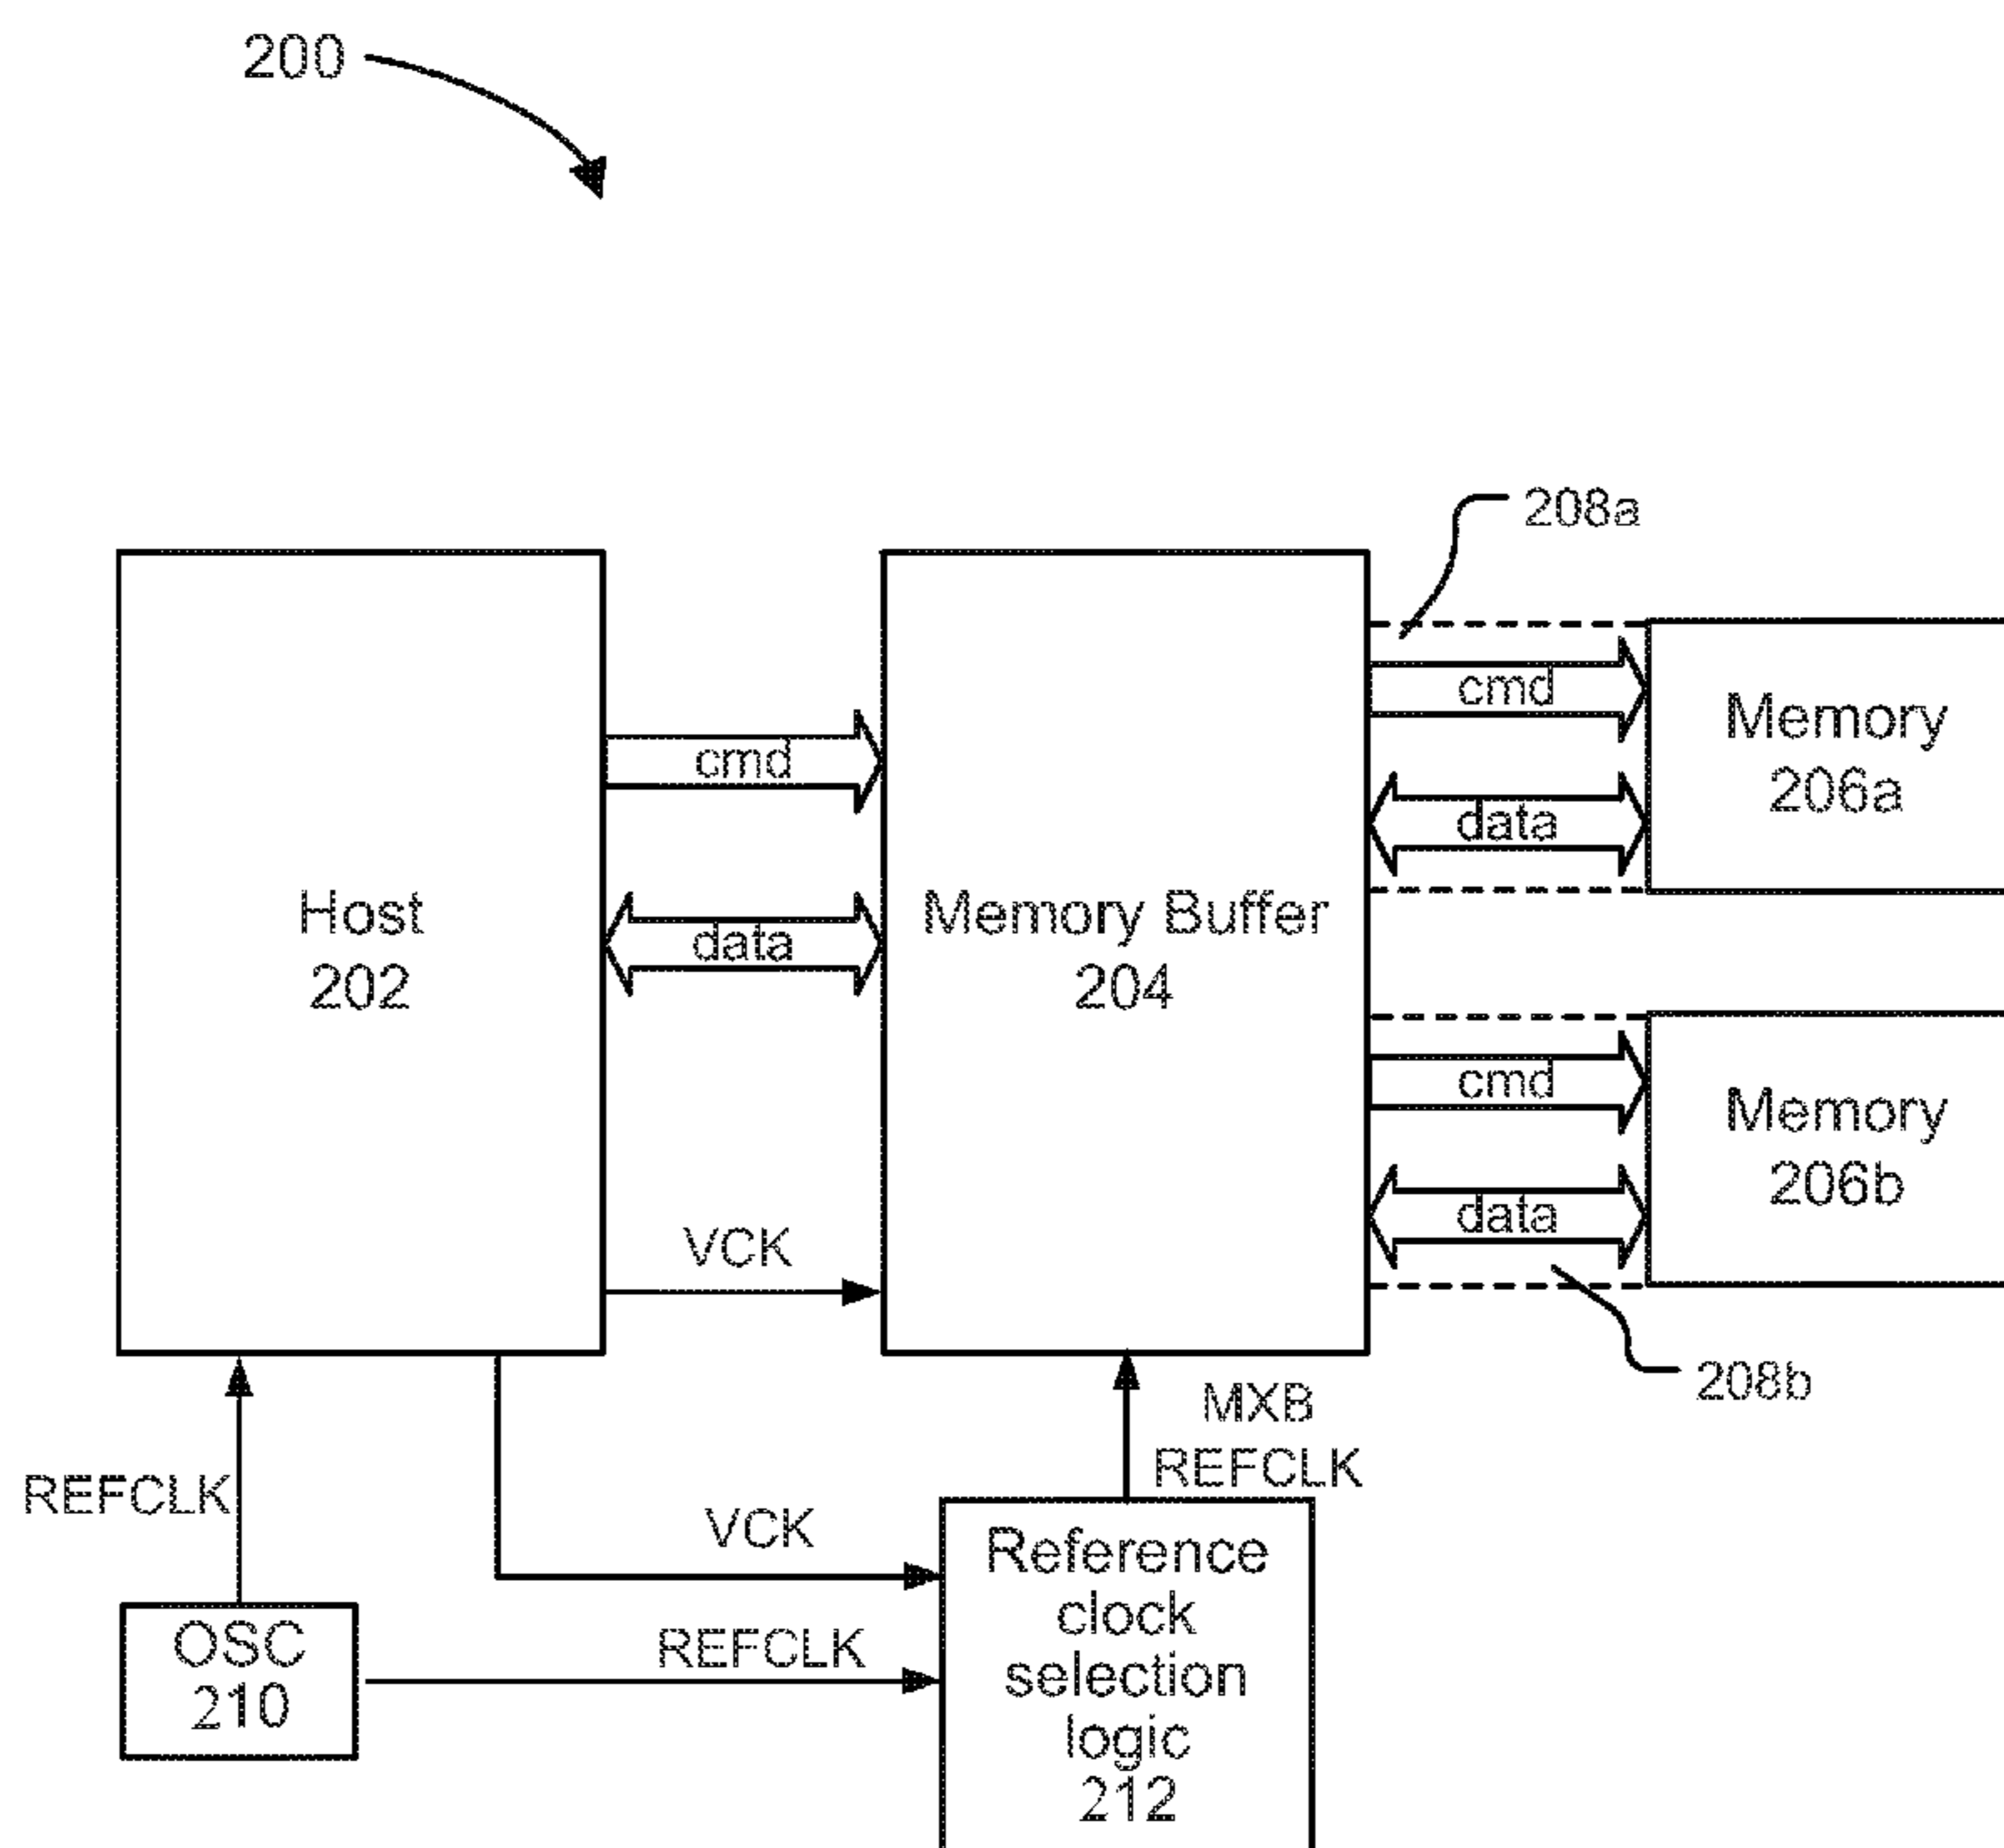 200
208a
cmd
Memory
206a
cmd
data
Host
202
data
Memory Buffer
204
cmd
Memory
206b
data
VCK
208b
MXB
REFCLK
REFCLK
VCK
Reference
clock
selection
logic
212
OSC
210
REFCLK